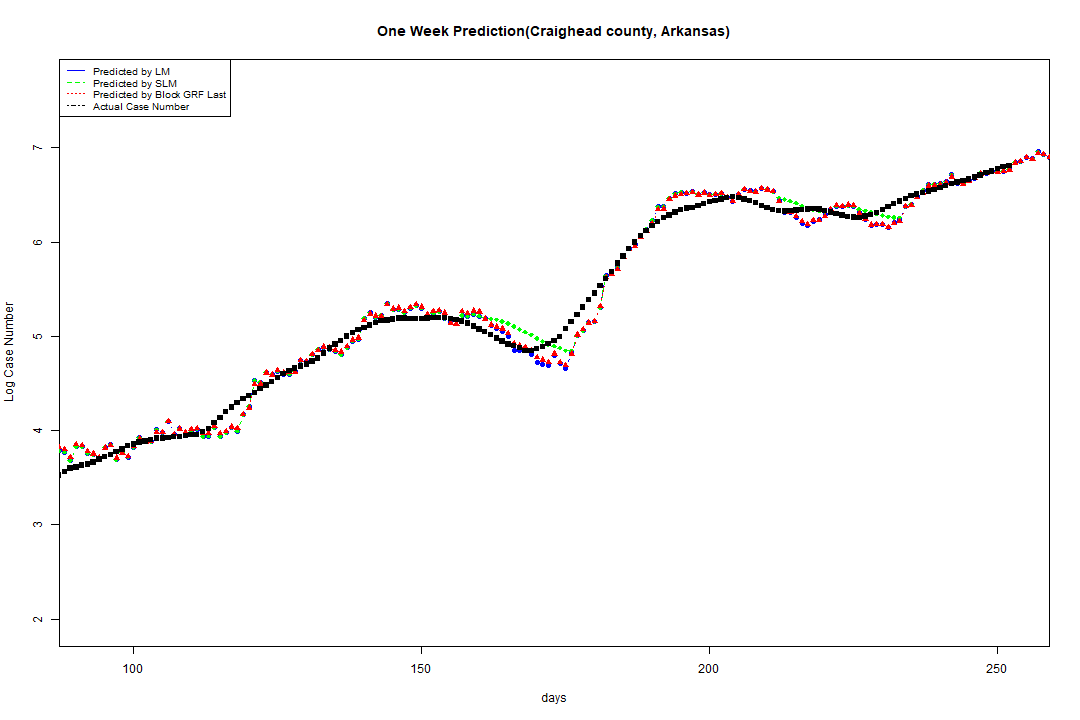 One Week Prediction(Craighead county, Arkansas)
Predicted by LM
Predicted by SLM
Predicted by Block GRF Last
Actual Case Number
7
6
5
4
3
2
Log Case Number
100 150 200 250
days